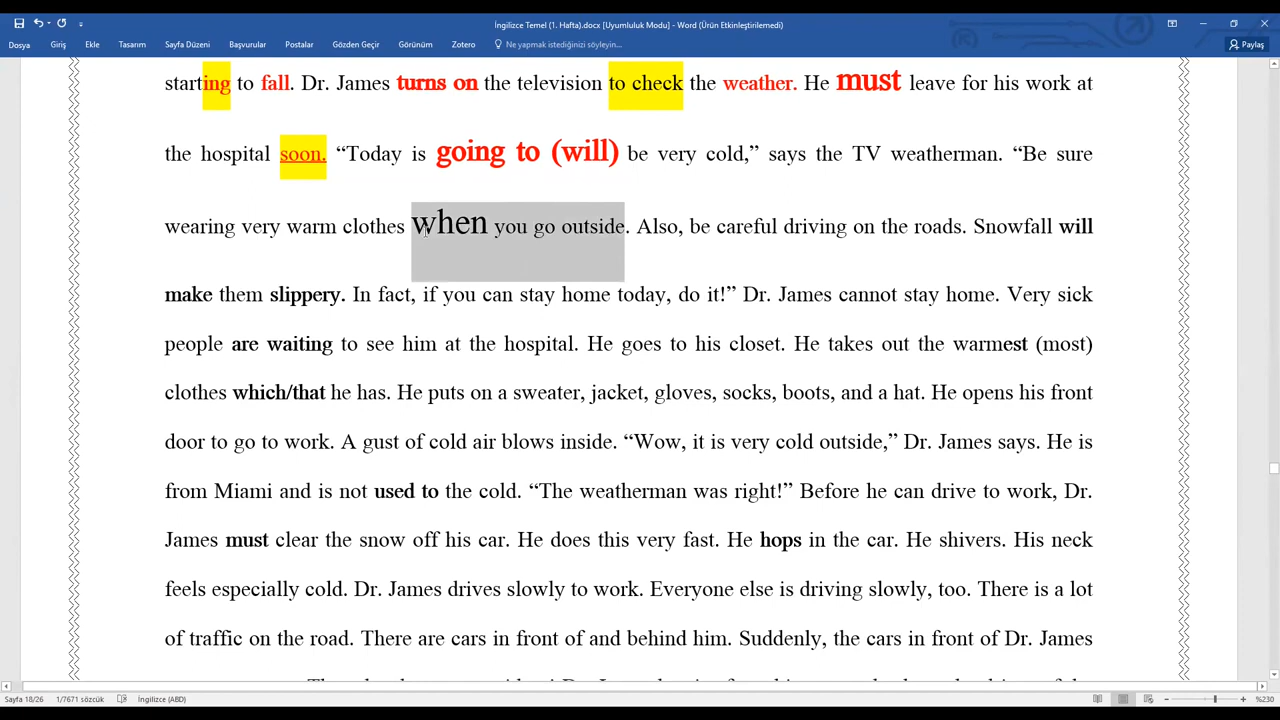 İngilizce Temel (1. Hafta).docx [Uyumluluk Modu] - Word (Ürün Etkinleştirilemedi)
Dosya Giriş Ekle Tasarım Sayfa Düzeni Başvurular Postalar Gözden Geçir Görünüm Zotero Ne yapmak istediğinizi söyleyin... Paylaş
starting to fall. Dr. James turns on the television to check the weather. He must leave for his work at
the hospital soon. “Today is going to (will) be very cold,” says the TV weatherman. “Be sure
wearing very warm clothes when you go outside. Also, be careful driving on the roads. Snowfall will
make them slippery. In fact, if you can stay home today, do it!” Dr. James cannot stay home. Very sick
people are waiting to see him at the hospital. He goes to his closet. He takes out the warmest (most)
clothes which/that he has. He puts on a sweater, jacket, gloves, socks, boots, and a hat. He opens his front
door to go to work. A gust of cold air blows inside. “Wow, it is very cold outside,” Dr. James says. He is
from Miami and is not used to the cold. “The weatherman was right!” Before he can drive to work, Dr.
James must clear the snow off his car. He does this very fast. He hops in the car. He shivers. His neck
feels especially cold. Dr. James drives slowly to work. Everyone else is driving slowly, too. There is a lot
of traffic on the road. There are cars in front of and behind him. Suddenly, the cars in front of Dr. James
Sayfa 18/26 1/7671 sözcük İngilizce (ABD) %230